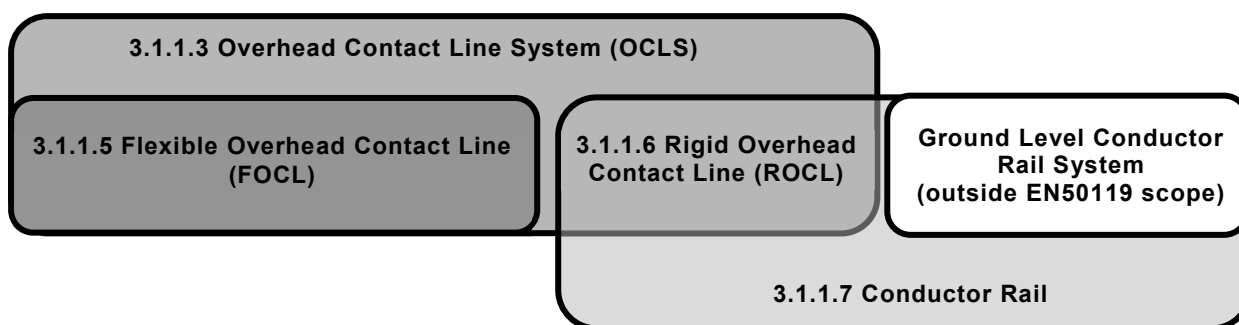 3.1.1.3 Overhead Contact Line System (OCLS)
3.1.1.5 Flexible Overhead Contact Line
(FOCL)
3.1.1.6 Rigid Overhead
Contact Line (ROCL)
Ground Level Conductor
Rail System
(outside EN50119 scope)
3.1.1.7 Conductor Rail